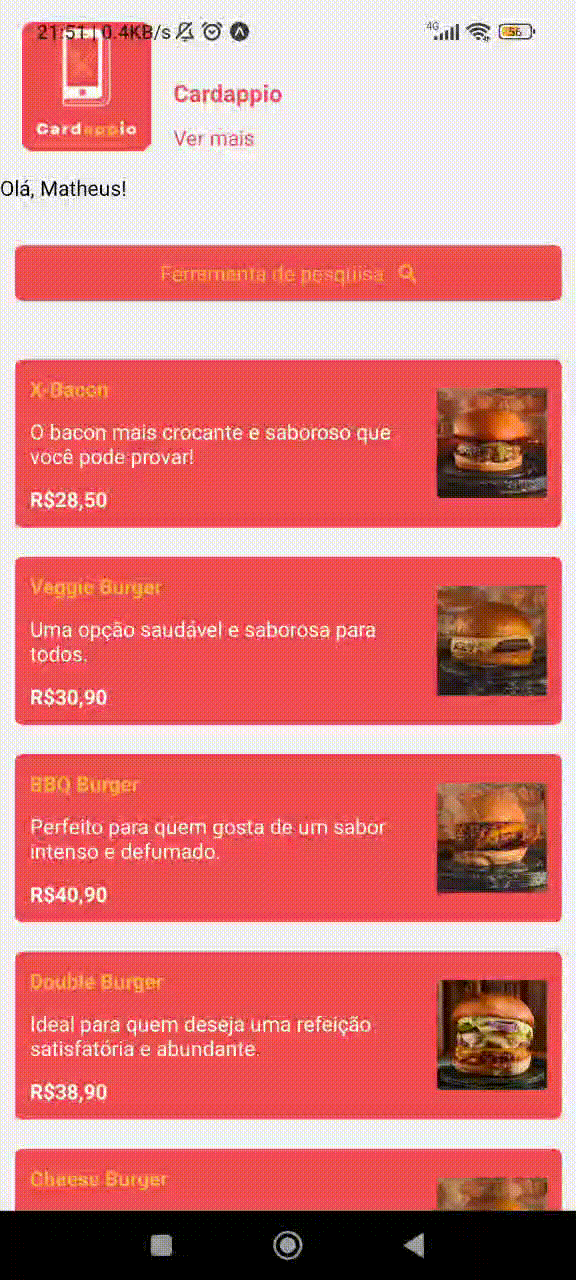 21:51 | 0.4KB/s
4G
56
Cardappio
Cardappio
Ver mais
Olá, Matheus!
Ferramenta de pesquisa
X-Bacon
O bacon mais crocante e saboroso que
você pode provar!
R$28,50
Veggie Burger
Uma opção saudável e saborosa para
todos.
R$30,90
BBQ Burger
Perfeito para quem gosta de um sabor
intenso e defumado.
R$40,90
Double Burger
Ideal para quem deseja uma refeição
satisfatória e abundante.
R$38,90
Cheese Burger